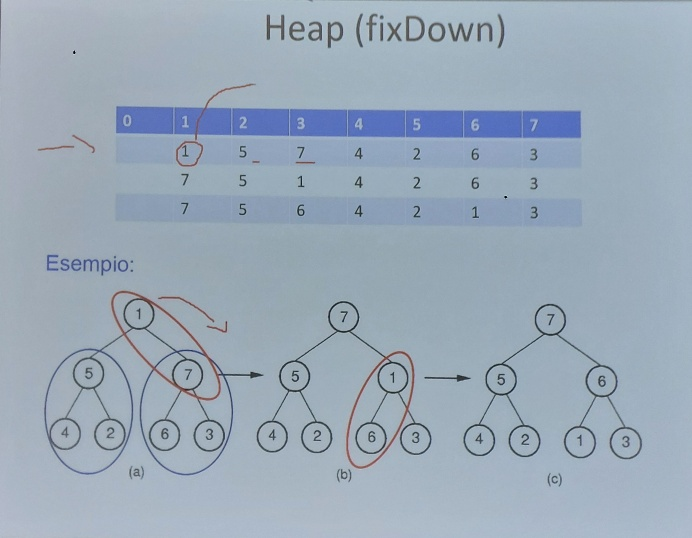 Heap (fixDown)
0 1 2 3 4 5 6 7
1 5 7 4 2 6 3
7 5 1 4 2 6 3
7 5 6 4 2 1 3
Esempio:
1 7 7
5 7 5 1 5 6
4 2 6 3 4 2 6 3 4 2 1 3
(a) (b) (c)